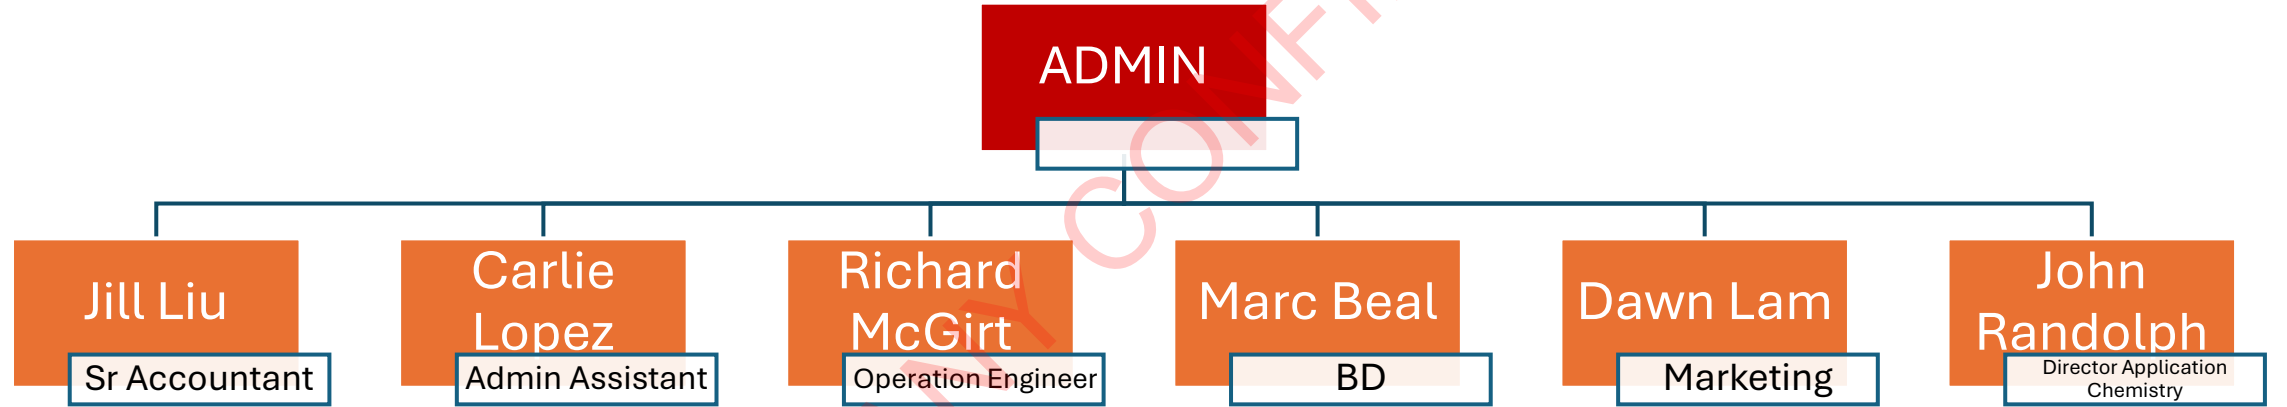 ADMIN
Jill Liu
Sr Accountant
Carlie
Lopez
Admin Assistant
Richard
McGirt
Operation Engineer
Marc Beal
BD
Dawn Lam
Marketing
John
Randolph
Director Application
Chemistry